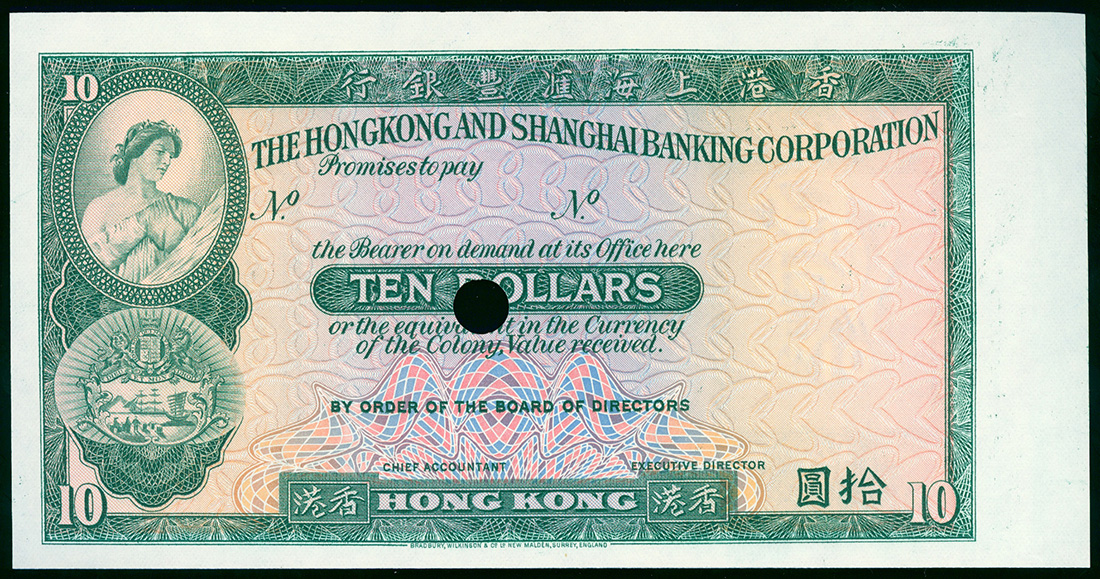 行銀豐滙海上港香
10
THE HONGKONG AND SHANGHAI BANKING CORPORATION
Promises to pay
No. No.
the Bearer on demand at its Office here
TEN DOLLARS
or the equivalent in the Currency
of the Colony, Value received.
BY ORDER OF THE BOARD OF DIRECTORS
CHIEF ACCOUNTANT EXECUTIVE DIRECTOR
圓拾
10 港香 HONG KONG 港香 10
BRADBURY, WILKINSON & Co. Ld. NEW MALDEN, SURREY, ENGLAND